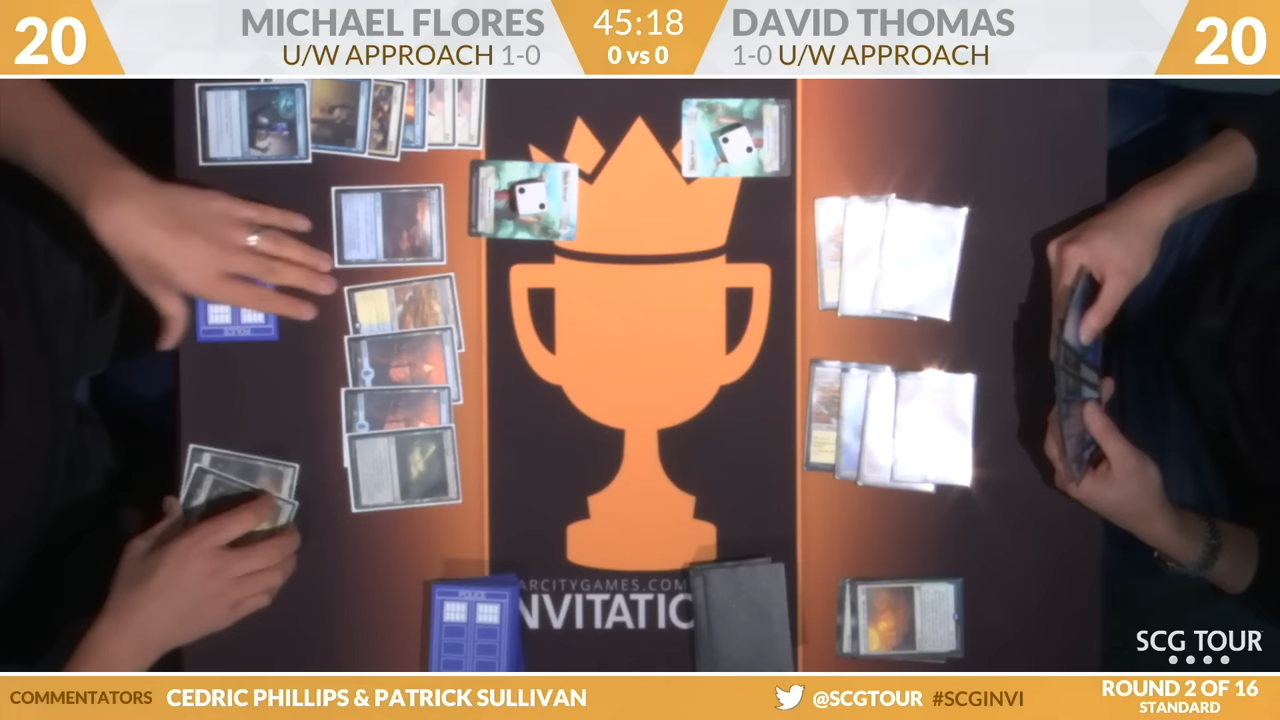 20
MICHAEL FLORES
U/W APPROACH 1-0
45:18
0 vs 0
DAVID THOMAS
1-0 U/W APPROACH
20
POLICE
POLICE
ARCITYGAMES.COM
NVITATIO
SCG TOUR
COMMENTATORS CEDRIC PHILLIPS & PATRICK SULLIVAN
@SCGTOUR #SCGINVI
ROUND 2 OF 16
STANDARD